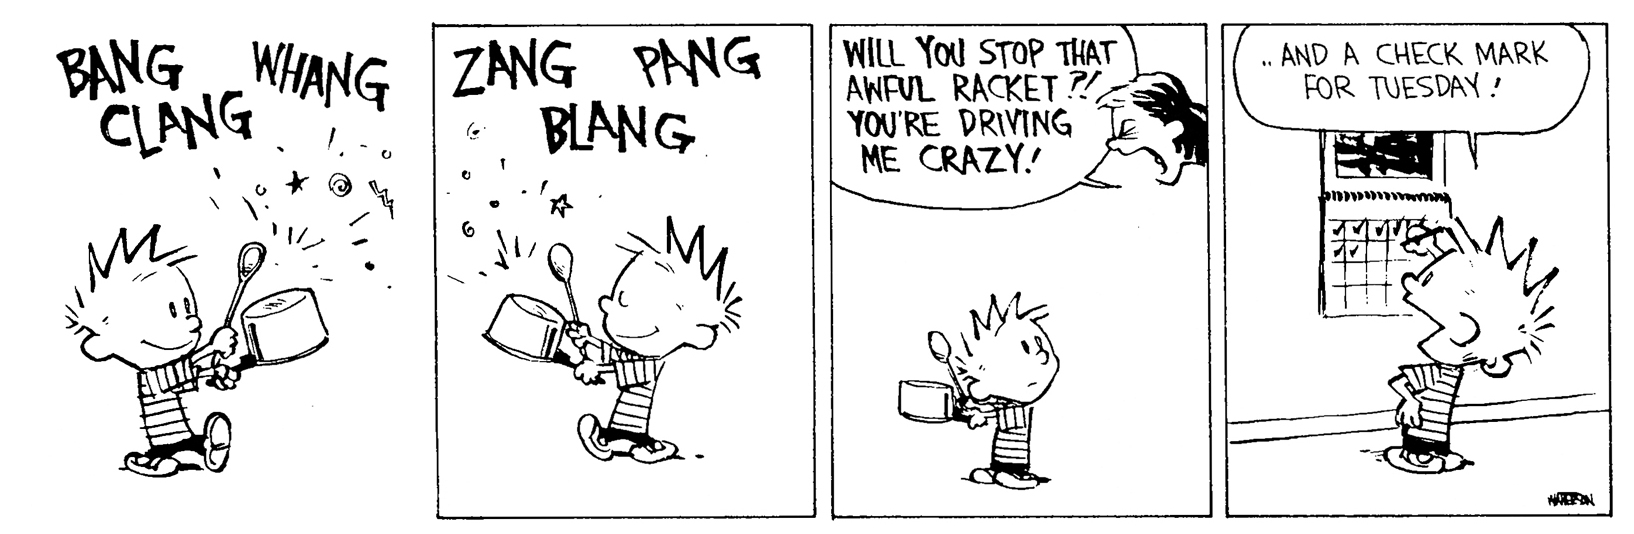 BANG WHANG
CLANG
ZANG PANG
BLANG
WILL YOU STOP THAT
AWFUL RACKET?!
YOU'RE DRIVING
ME CRAZY!
..AND A CHECK MARK
FOR TUESDAY!
WATTERSON